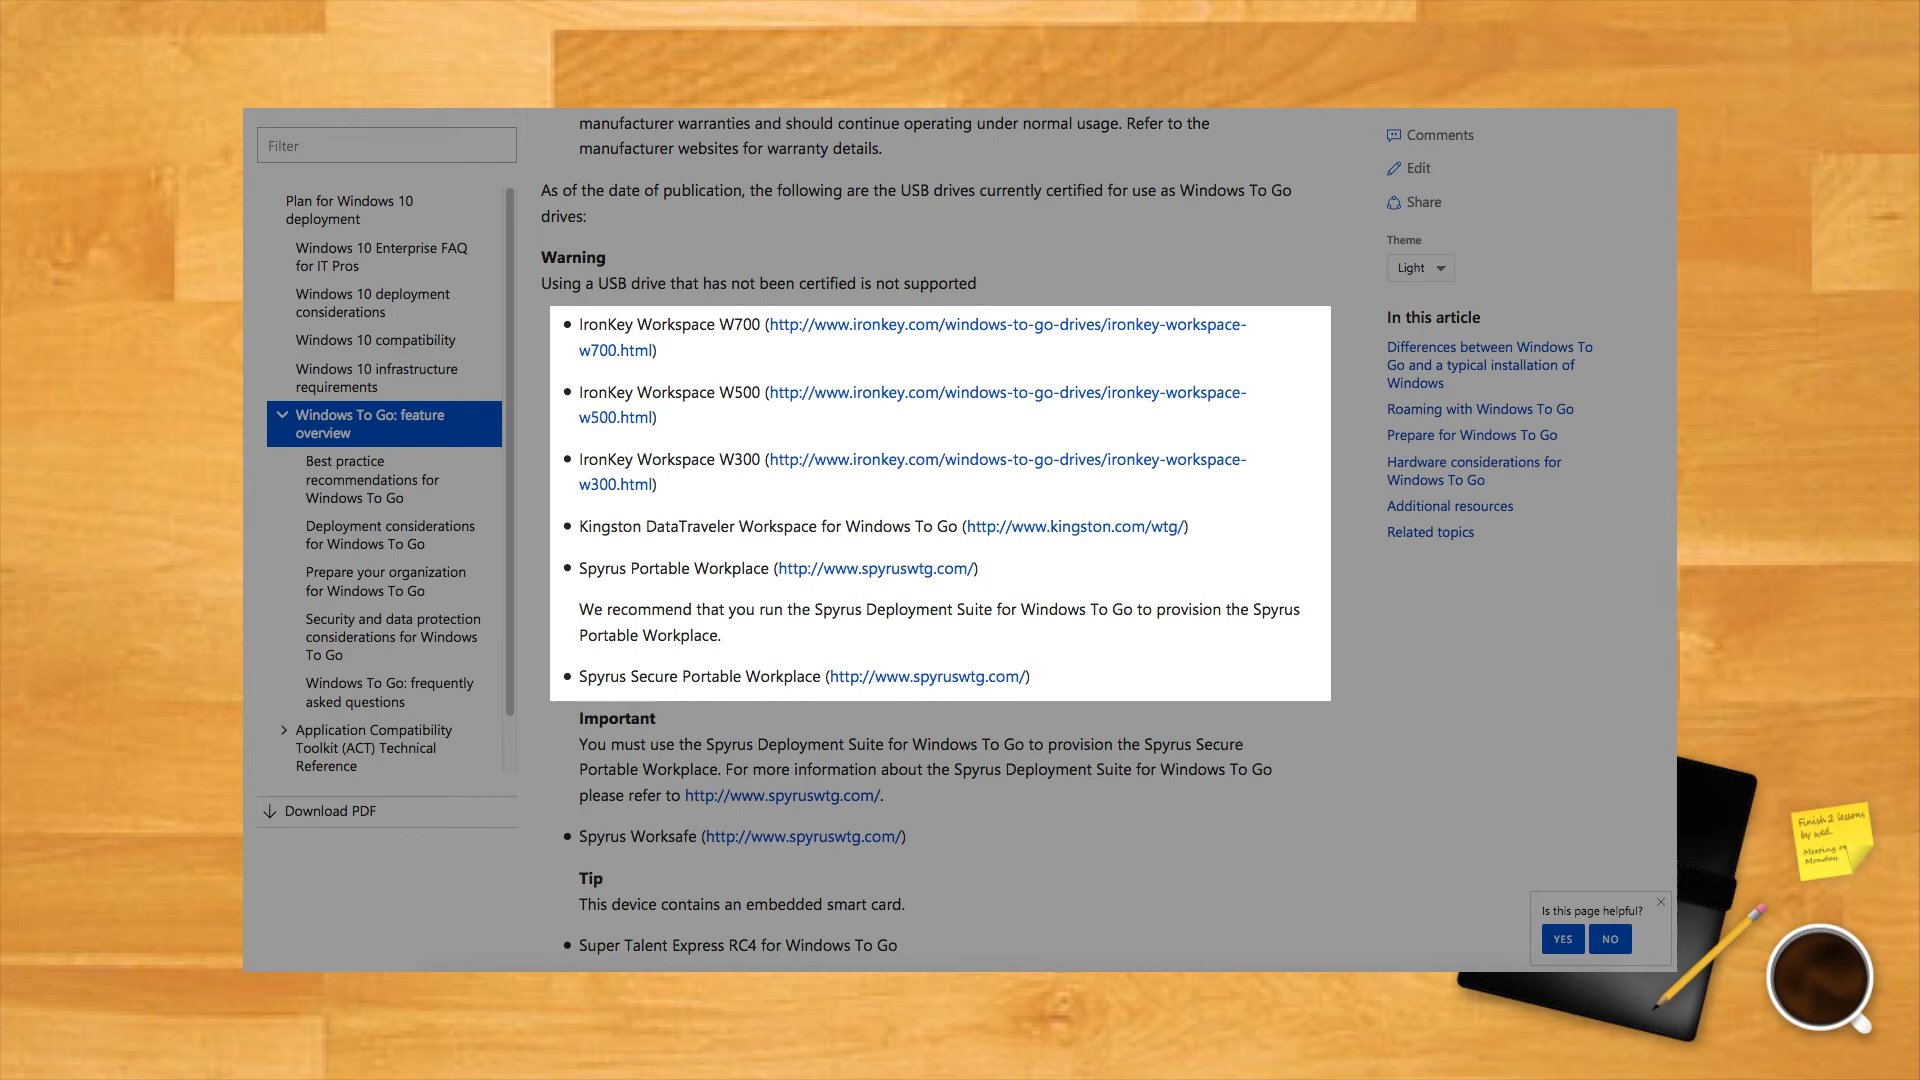 Filter
Plan for Windows 10
deployment
Windows 10 Enterprise FAQ
for IT Pros
Windows 10 deployment
considerations
Windows 10 compatibility
Windows 10 infrastructure
requirements
Windows To Go: feature
overview
Best practice
recommendations for
Windows To Go
Deployment considerations
for Windows To Go
Prepare your organization
for Windows To Go
Security and data protection
considerations for Windows
To Go
Windows To Go: frequently
asked questions
Application Compatibility
Toolkit (ACT) Technical
Reference
Download PDF
manufacturer warranties and should continue operating under normal usage. Refer to the
manufacturer websites for warranty details.
As of the date of publication, the following are the USB drives currently certified for use as Windows To Go
drives:
Warning
Using a USB drive that has not been certified is not supported
• IronKey Workspace W700 (http://www.ironkey.com/windows-to-go-drives/ironkey-workspace-
w700.html)
• IronKey Workspace W500 (http://www.ironkey.com/windows-to-go-drives/ironkey-workspace-
w500.html)
• IronKey Workspace W300 (http://www.ironkey.com/windows-to-go-drives/ironkey-workspace-
w300.html)
• Kingston DataTraveler Workspace for Windows To Go (http://www.kingston.com/wtg/)
• Spyrus Portable Workplace (http://www.spyruswtg.com/)
We recommend that you run the Spyrus Deployment Suite for Windows To Go to provision the Spyrus
Portable Workplace.
• Spyrus Secure Portable Workplace (http://www.spyruswtg.com/)
Important
You must use the Spyrus Deployment Suite for Windows To Go to provision the Spyrus Secure
Portable Workplace. For more information about the Spyrus Deployment Suite for Windows To Go
please refer to http://www.spyruswtg.com/.
• Spyrus Worksafe (http://www.spyruswtg.com/)
Tip
This device contains an embedded smart card.
• Super Talent Express RC4 for Windows To Go
Comments
Edit
Share
Theme
Light
In this article
Differences between Windows To
Go and a typical installation of
Windows
Roaming with Windows To Go
Prepare for Windows To Go
Hardware considerations for
Windows To Go
Additional resources
Related topics
Is this page helpful?
YES NO
Finish 2 lessons
by wed.
Meeting on
Monday.